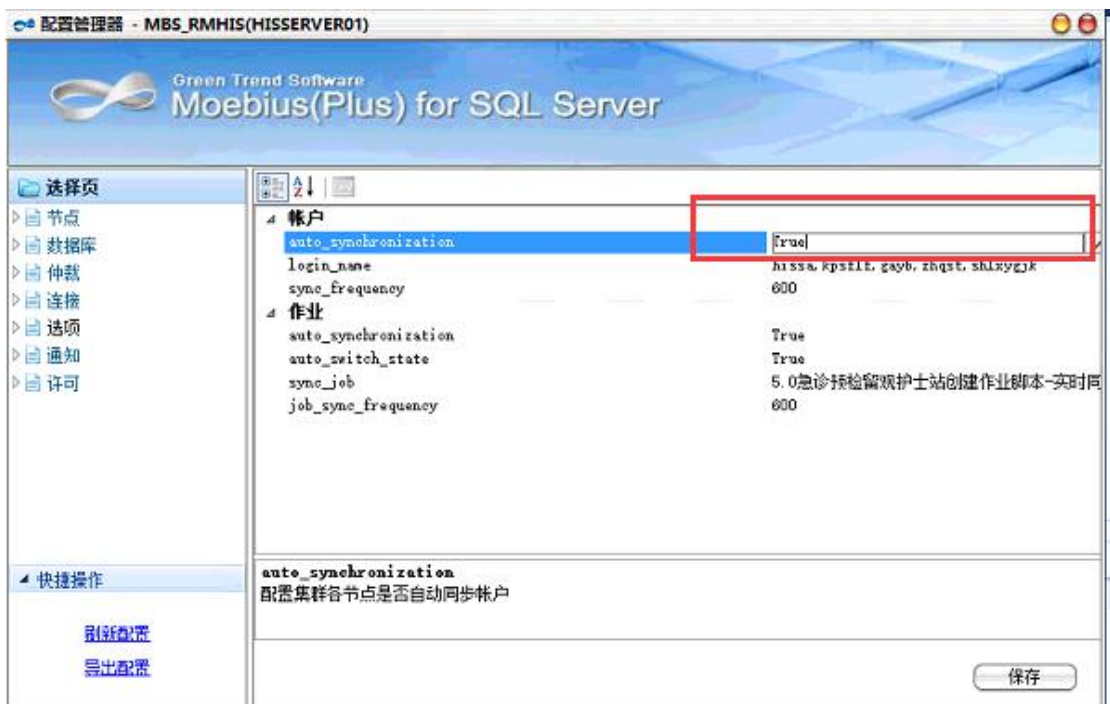 配置管理器 - MBS_RMHIS(HISSERVER01)
Green Trend Software
Moebius(Plus) for SQL Server
选择页
节点
数据库
仲裁
连接
选项
通知
许可
帐户
auto_synchronization True
login_name hissa, kpstlt, gayb, zhqst, shlxygjk
sync_frequency 600
作业
auto_synchronization True
auto_switch_state True
sync_job 5.0急诊预检留观护士站创建作业脚本-实时同
job_sync_frequency 600
auto_synchronization
配置集群各节点是否自动同步帐户
快捷操作
刷新配置
导出配置
保存